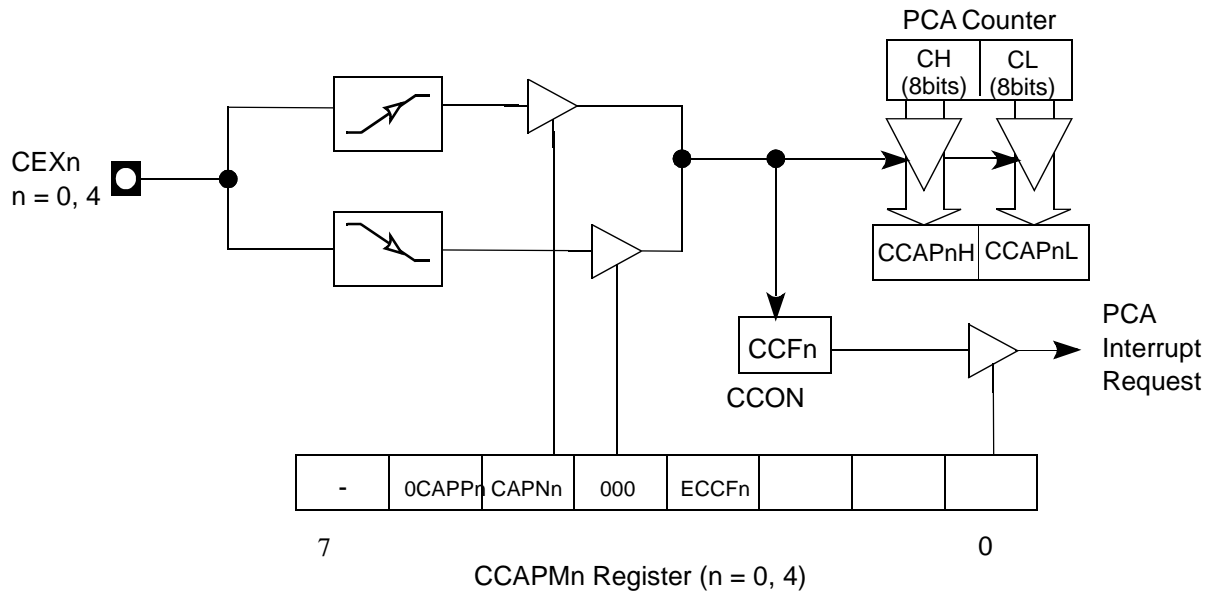 PCA Counter
CH CL
(8bits) (8bits)
CEXn
n = 0, 4
CCAPnH CCAPnL
CCFn
CCON
PCA
Interrupt
Request
- 0CAPPn CAPNn 000 ECCFn
7 0
CCAPMn Register (n = 0, 4)